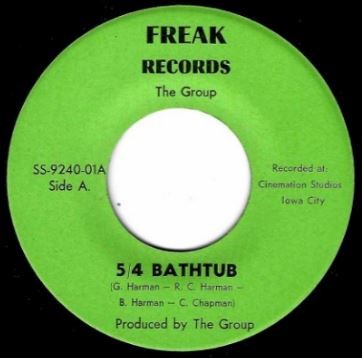 FREAK
RECORDS
The Group
SS-9240-01A
Side A.
Recorded at:
Cinemation Studios
Iowa City
5/4 BATHTUB
(G. Harman — R. C. Harman —
B. Harman — C. Chapman)
Produced by The Group